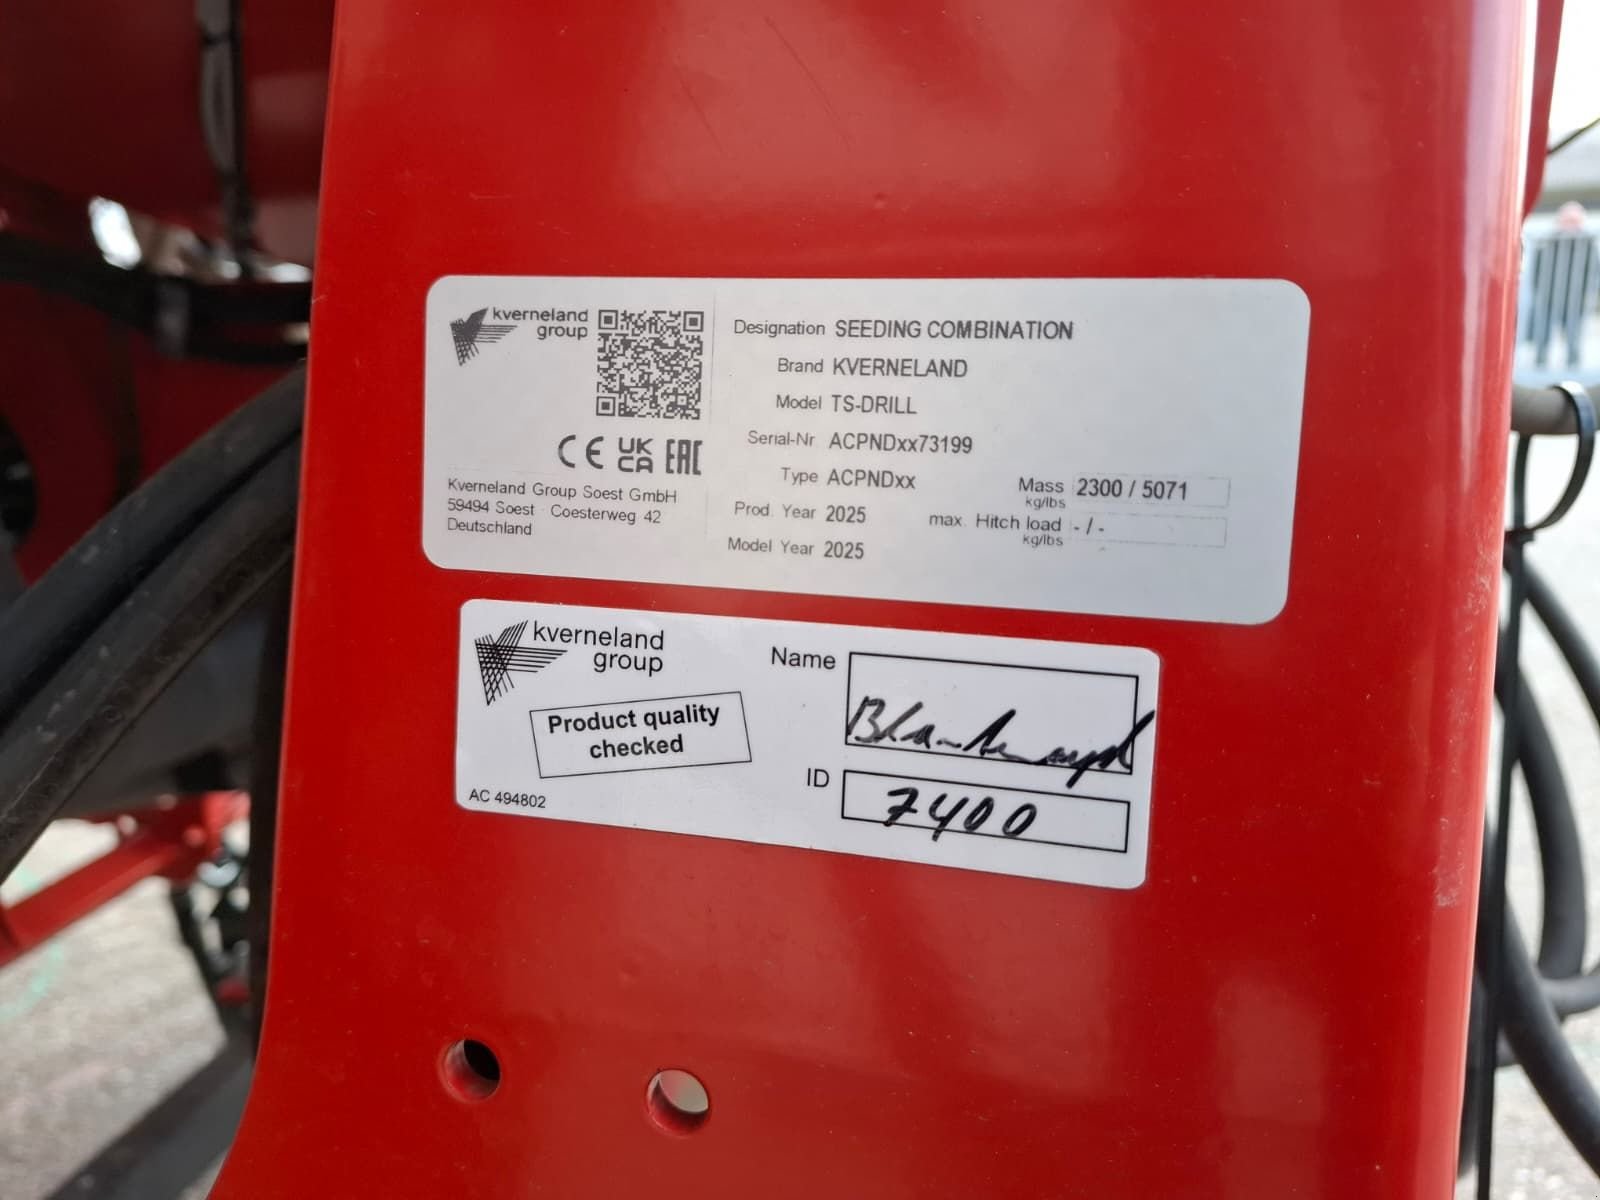 kverneland
group
CE UK
CA EAC
Kverneland Group Soest GmbH
59494 Soest · Coesterweg 42
Deutschland
Designation SEEDING COMBINATION
Brand KVERNELAND
Model TS-DRILL
Serial-Nr ACPNDxx73199
Type ACPNDxx
Prod. Year 2025
Model Year 2025
Mass 2300 / 5071
kg/lbs
max. Hitch load - / -
kg/lbs
kverneland
group
Product quality
checked
AC 494802
Name
ID 7400